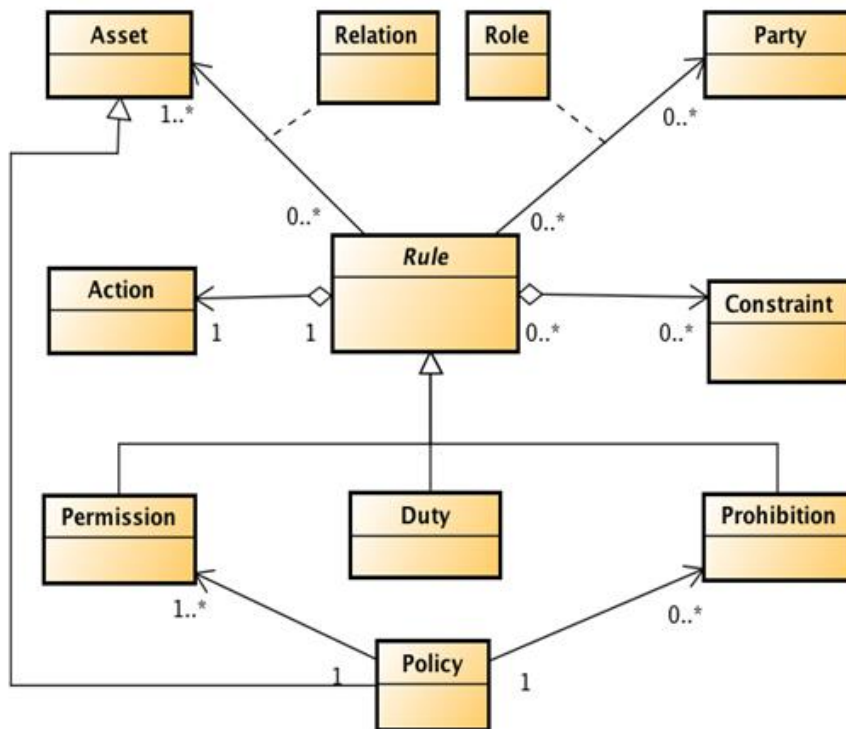 Asset
Relation
Role
Party
1..*
0..*
0..*
0..*
Rule
Action
Constraint
1
1
0..*
0..*
Permission
Duty
Prohibition
1..*
0..*
Policy
1
1